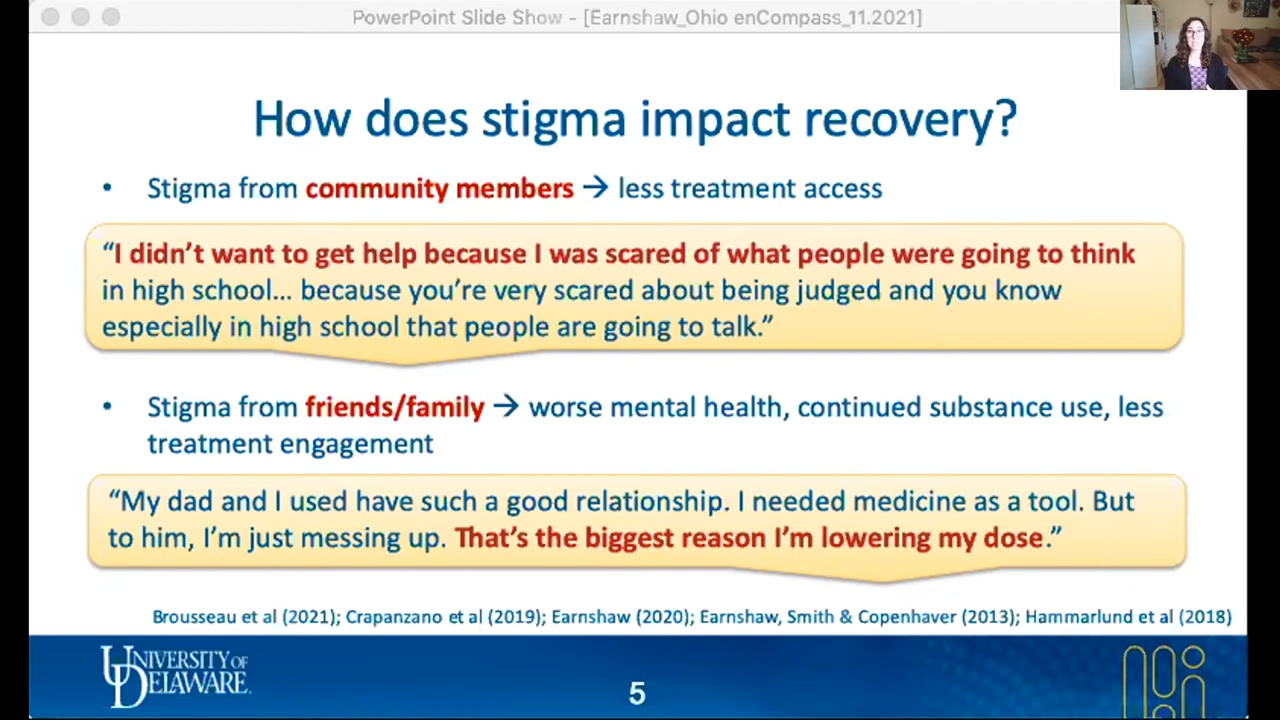 PowerPoint Slide Show - [Earnshaw_Ohio enCompass_11.2021]
How does stigma impact recovery?
• Stigma from community members → less treatment access
“I didn’t want to get help because I was scared of what people were going to think
in high school… because you’re very scared about being judged and you know
especially in high school that people are going to talk.”
• Stigma from friends/family → worse mental health, continued substance use, less
treatment engagement
“My dad and I used have such a good relationship. I needed medicine as a tool. But
to him, I’m just messing up. That’s the biggest reason I’m lowering my dose.”
Brousseau et al (2021); Crapanzano et al (2019); Earnshaw (2020); Earnshaw, Smith & Copenhaver (2013); Hammarlund et al (2018)
UD
UNIVERSITY OF
DELAWARE.
5